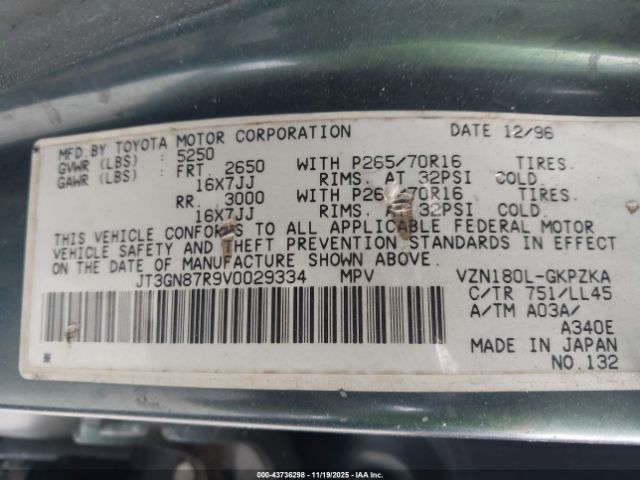 MFD BY TOYOTA MOTOR CORPORATION DATE 12/96
GVWR (LBS) : 5250
GAWR (LBS) : FRT. 2650 WITH P265/70R16 TIRES.
16X7JJ RIMS. AT 32PSI COLD.
RR. 3000 WITH P265/70R16 TIRES.
16X7JJ RIMS. AT 32PSI COLD.
THIS VEHICLE CONFORMS TO ALL APPLICABLE FEDERAL MOTOR
VEHICLE SAFETY AND THEFT PREVENTION STANDARDS IN EFFECT
ON THE DATE OF MANUFACTURE SHOWN ABOVE.
JT3GN87R9V0029334 MPV VZN180L-GKPZKA
C/TR 751/LL45
A/TM A03A/
A340E
MADE IN JAPAN
NO.132
000-43736298 - 11/19/2025 - IAA, Inc.